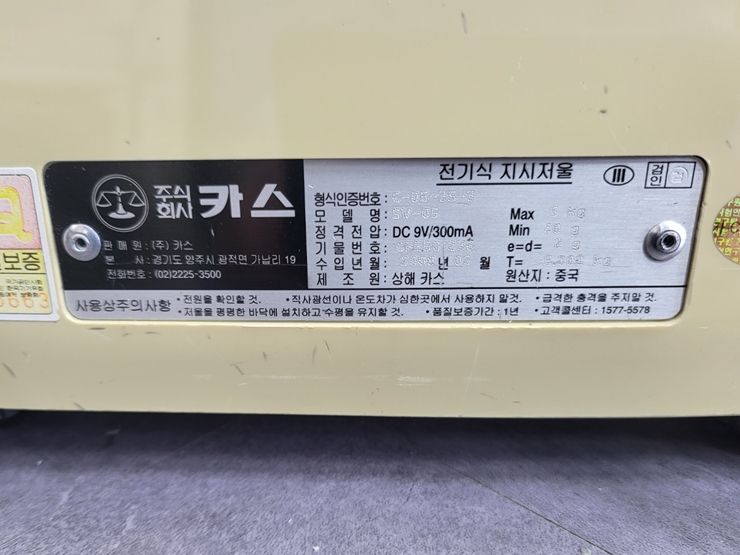 주식
회사 카스
판 매 원 : (주) 카스
본 사 : 경기도 양주시 광적면 가납리 19
전화번호 : (02)2225-3500
전기식 지시저울
III
검
인
형식인증번호 :
모 델 명 :
정 격 전 압 : DC 9V/300mA
기 물 번 호 :
수 입 년 월 : 월
제 조 원 : 상해 카스
Max KG
Min g
e=d= g
T= kg
원산지 : 중국
사용상주의사항
· 전원을 확인할 것. · 직사광선이나 온도차가 심한곳에서 사용하지 말것. · 급격한 충격을 주지말 것.
· 저울을 평평한 바닥에 설치하고 수평을 유지할 것. · 품질보증기간 : 1년 · 고객콜센터 : 1577-5578
보증